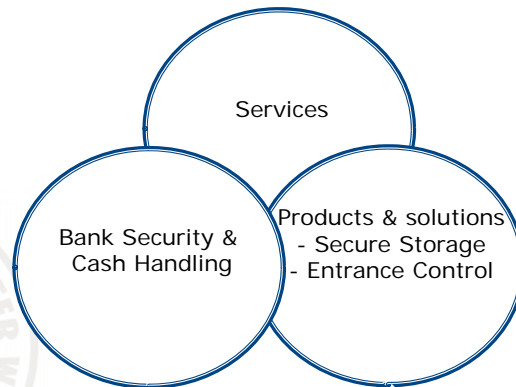 Services
Bank Security &
Cash Handling
Products & solutions
- Secure Storage
- Entrance Control